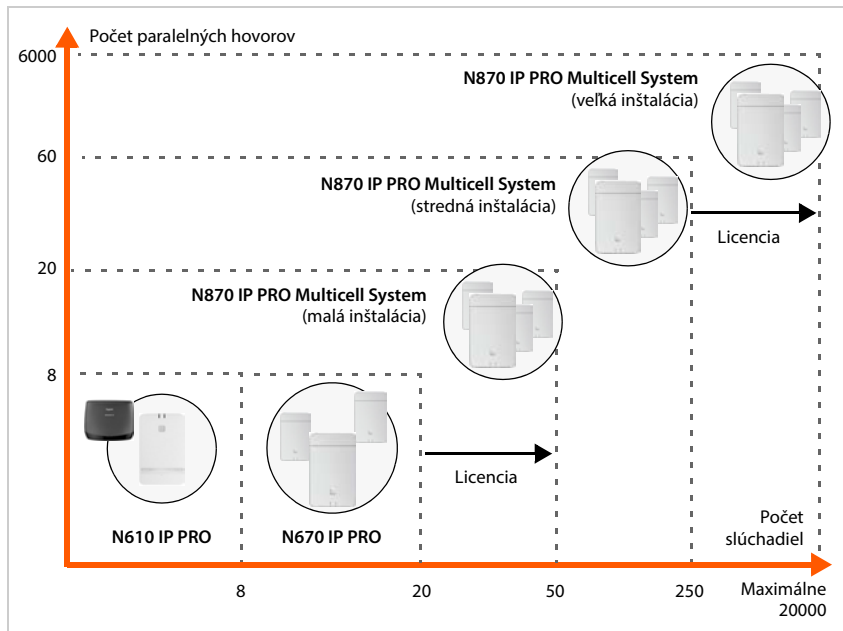 Počet paralelných hovorov
6000
N870 IP PRO Multicell System
(veľká inštalácia)
60
N870 IP PRO Multicell System
(stredná inštalácia)
Licencia
20
N870 IP PRO Multicell System
(malá inštalácia)
8
Licencia
N610 IP PRO
N670 IP PRO
Počet
slúchadiel
8
20
50
250
Maximálne
20000